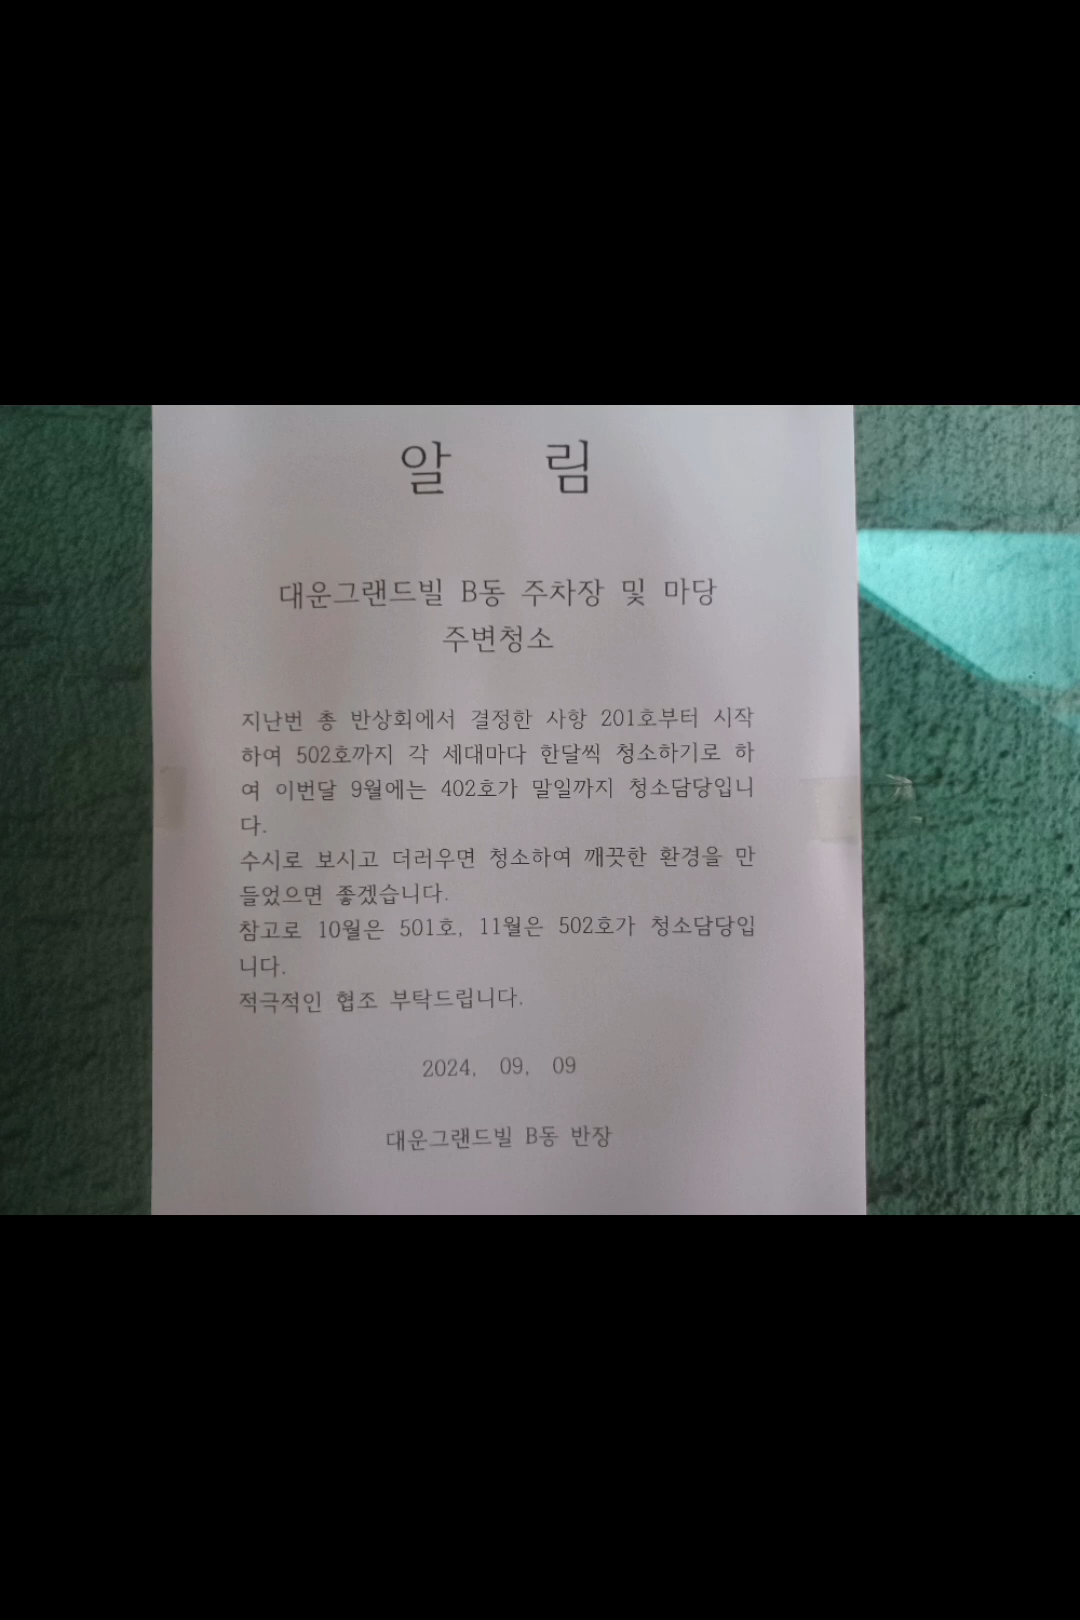 알 림
대운그랜드빌 B동 주차장 및 마당
주변청소
지난번 총 반상회에서 결정한 사항 201호부터 시작
하여 502호까지 각 세대마다 한달씩 청소하기로 하
여 이번달 9월에는 402호가 말일까지 청소담당입니
다.
수시로 보시고 더러우면 청소하여 깨끗한 환경을 만
들었으면 좋겠습니다.
참고로 10월은 501호, 11월은 502호가 청소담당입
니다.
적극적인 협조 부탁드립니다.
2024, 09, 09
대운그랜드빌 B동 반장